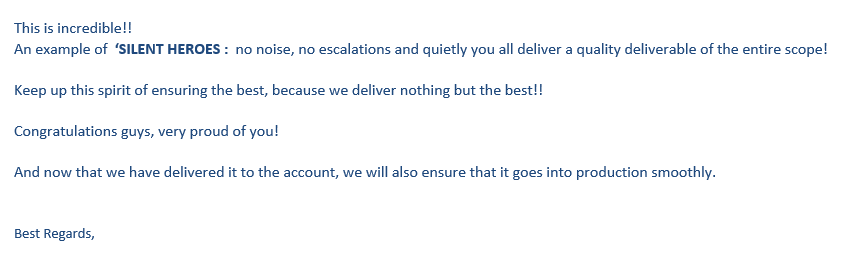 This is incredible!!
An example of ‘SILENT HEROES : no noise, no escalations and quietly you all deliver a quality deliverable of the entire scope!
Keep up this spirit of ensuring the best, because we deliver nothing but the best!!
Congratulations guys, very proud of you!
And now that we have delivered it to the account, we will also ensure that it goes into production smoothly.
Best Regards,